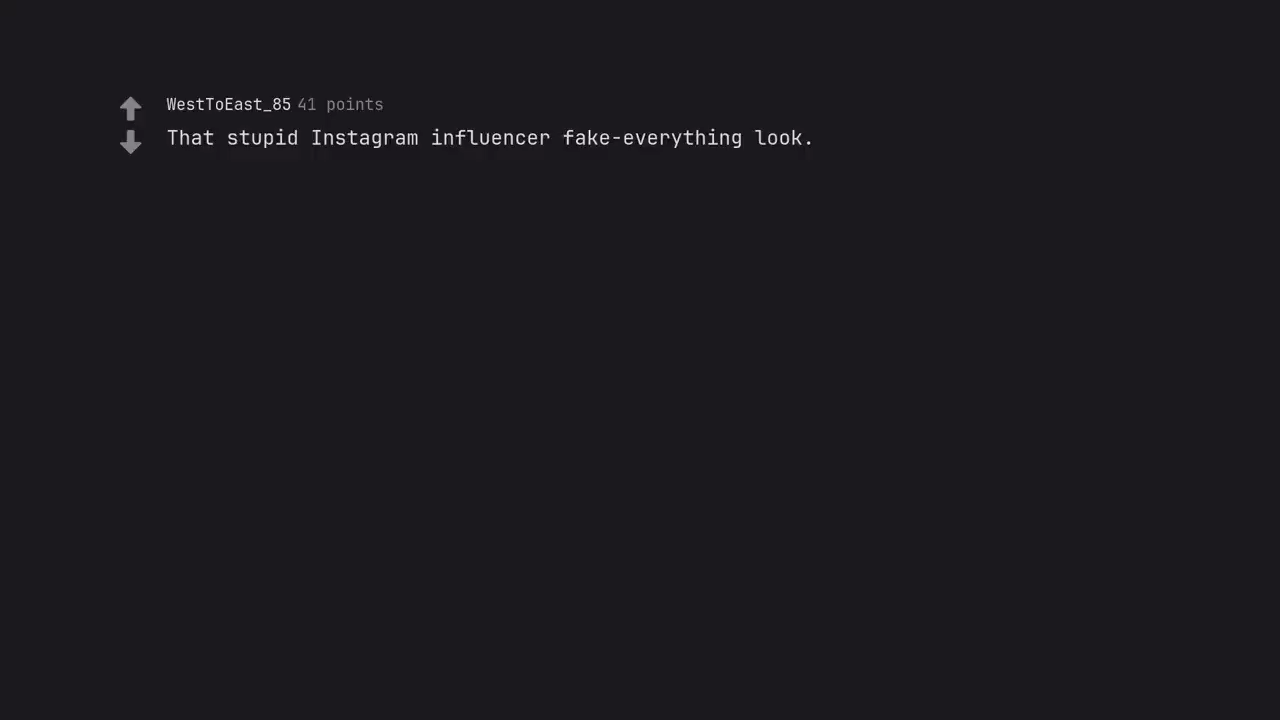 WestToEast_85 41 points
That stupid Instagram influencer fake-everything look.